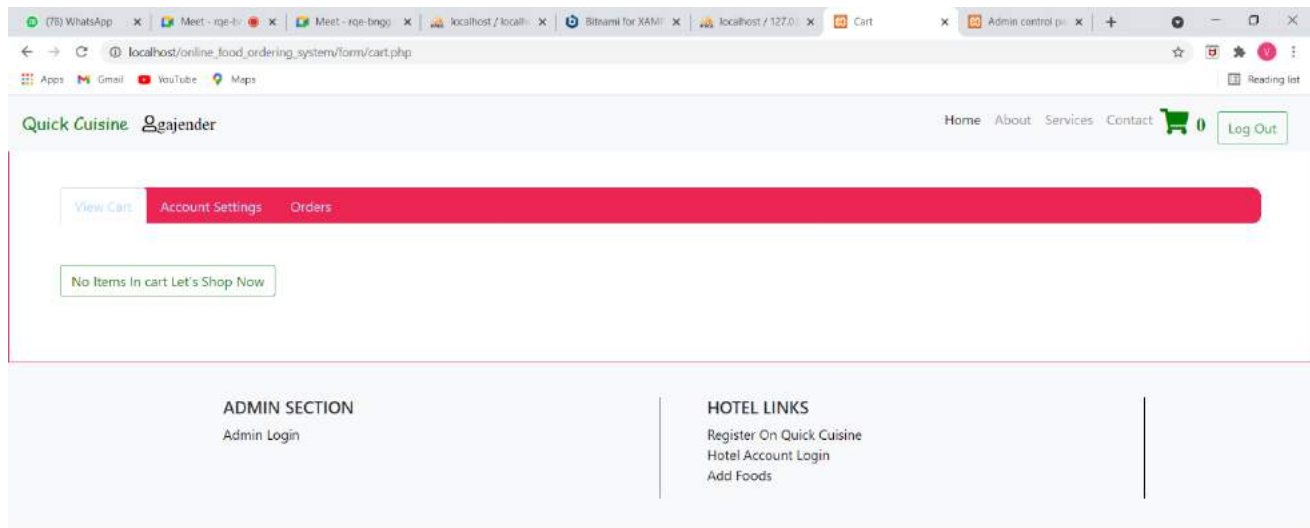 (78) WhatsApp
Meet - rqe-b
Meet - rqe-bngg
localhost / localh
Bitnami for XAMP
localhost / 127.0
Cart
Admin control pa
localhost/online_food_ordering_system/form/cart.php
Apps Gmail YouTube Maps
Reading list
Quick Cuisine gajender
Home About Services Contact 0 Log Out
View Cart Account Settings Orders
No Items In cart Let's Shop Now
ADMIN SECTION
Admin Login
HOTEL LINKS
Register On Quick Cuisine
Hotel Account Login
Add Foods